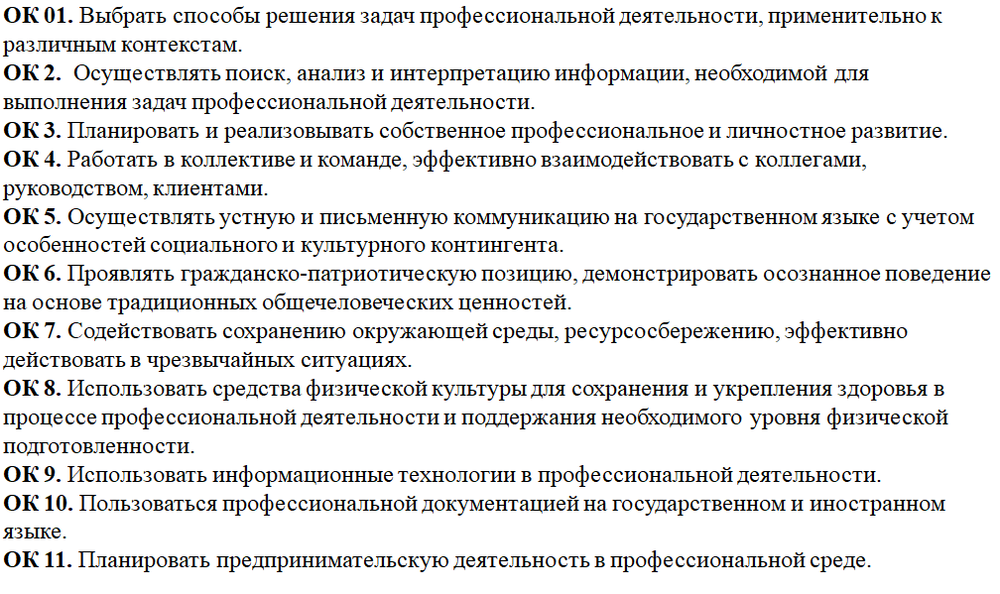 ОК 01. Выбрать способы решения задач профессиональной деятельности, применительно к
различным контекстам.
ОК 2.  Осуществлять поиск, анализ и интерпретацию информации, необходимой для
выполнения задач профессиональной деятельности.
ОК 3. Планировать и реализовывать собственное профессиональное и личностное развитие.
ОК 4. Работать в коллективе и команде, эффективно взаимодействовать с коллегами,
руководством, клиентами.
ОК 5. Осуществлять устную и письменную коммуникацию на государственном языке с учетом
особенностей социального и культурного контингента.
ОК 6. Проявлять гражданско-патриотическую позицию, демонстрировать осознанное поведение
на основе традиционных общечеловеческих ценностей.
ОК 7. Содействовать сохранению окружающей среды, ресурсосбережению, эффективно
действовать в чрезвычайных ситуациях.
ОК 8. Использовать средства физической культуры для сохранения и укрепления здоровья в
процессе профессиональной деятельности и поддержания необходимого уровня физической
подготовленности.
ОК 9. Использовать информационные технологии в профессиональной деятельности.
ОК 10. Пользоваться профессиональной документацией на государственном и иностранном
языке.
ОК 11. Планировать предпринимательскую деятельность в профессиональной среде.